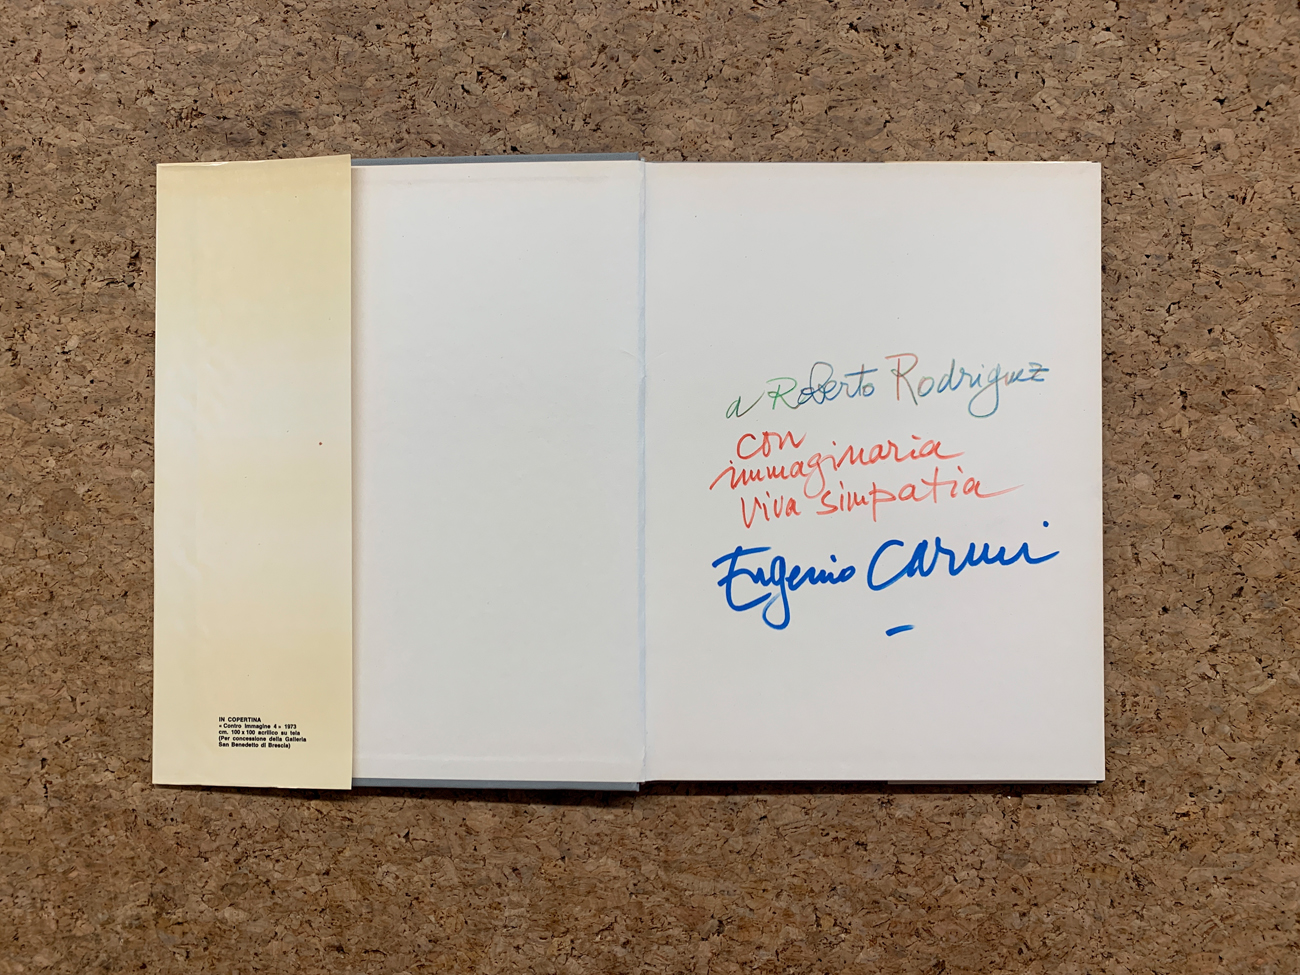 IN COPERTINA
« Contro Immagine 4 » 1973
cm. 100 x 100 acrilico su tela
(Per concessione della Galleria
San Benedetto di Brescia)
a Roberto Rodriguez
con
immaginaria
viva simpatia
Eugenio Carmi